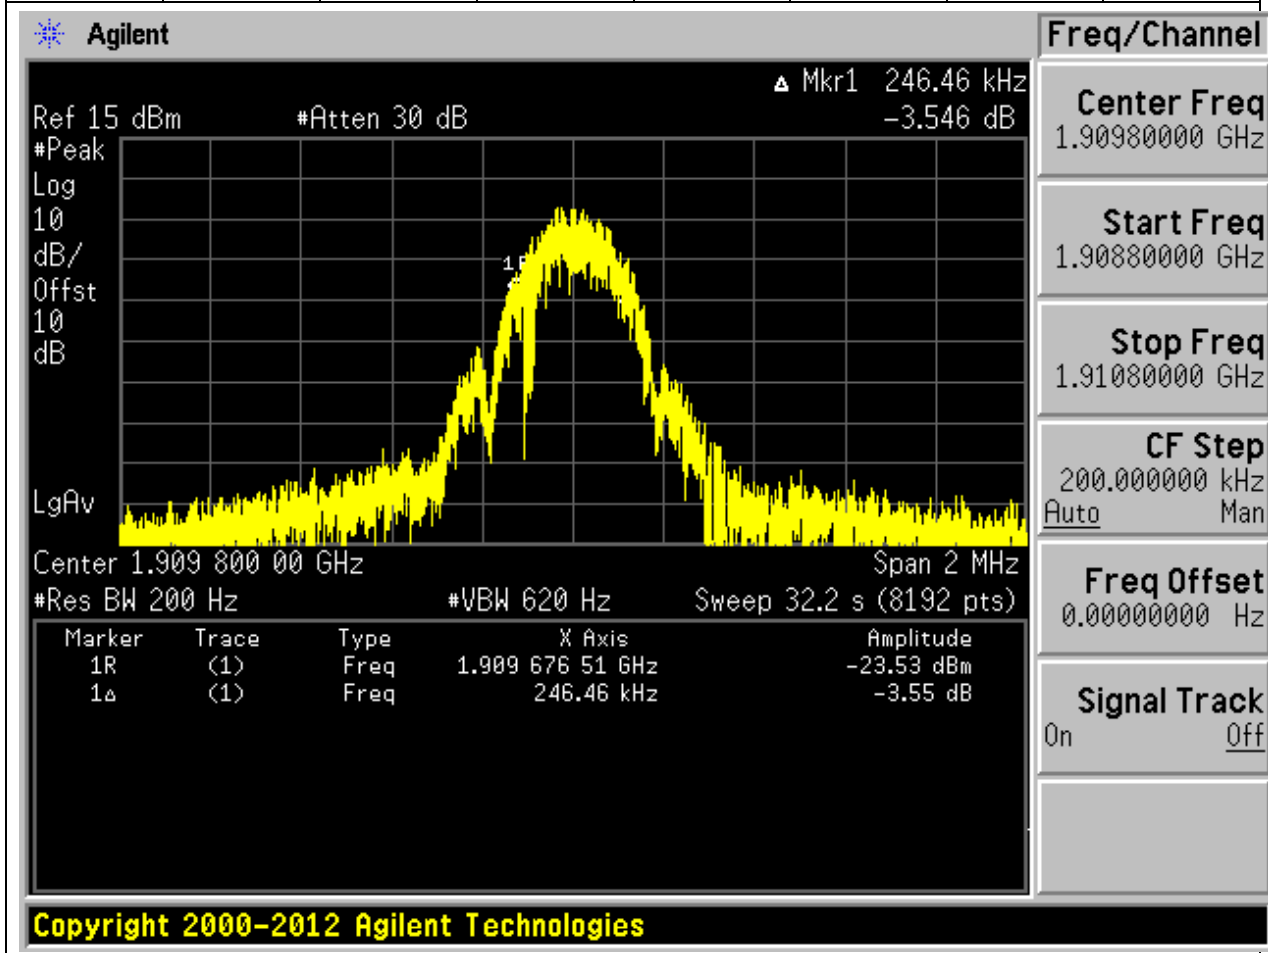 Agilent
Freq/Channel
Δ Mkr1 246.46 kHz
Ref 15 dBm #Atten 30 dB -3.546 dB
#Peak
Log
10
dB/
Offst
10
dB
1R
LgAv
Center 1.909 800 00 GHz Span 2 MHz
#Res BW 200 Hz #VBW 620 Hz Sweep 32.2 s (8192 pts)
Marker Trace Type X Axis Amplitude
1R (1) Freq 1.909 676 51 GHz -23.53 dBm
1Δ (1) Freq 246.46 kHz -3.55 dB
Center Freq
1.90980000 GHz
Start Freq
1.90880000 GHz
Stop Freq
1.91080000 GHz
CF Step
200.000000 kHz
Auto Man
Freq Offset
0.00000000 Hz
Signal Track
On Off
Copyright 2000-2012 Agilent Technologies